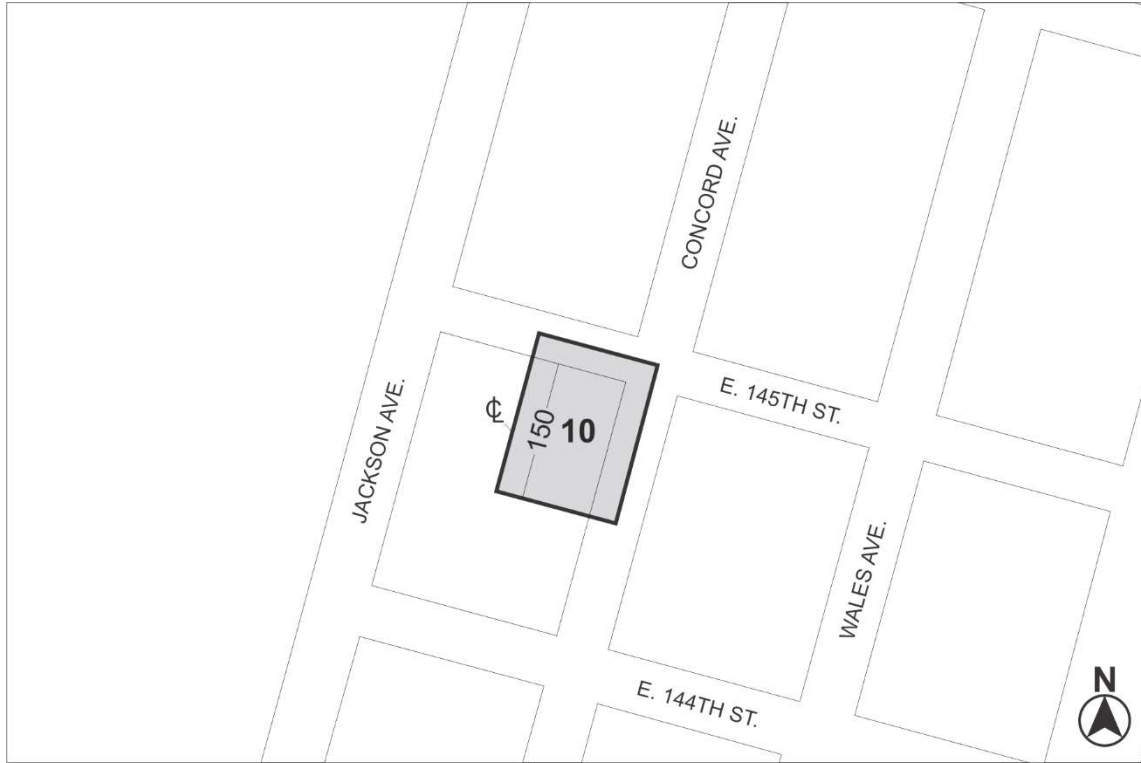 CONCORD AVE.
JACKSON AVE.
E. 145TH ST.
℄
150
10
WALES AVE.
E. 144TH ST.
N